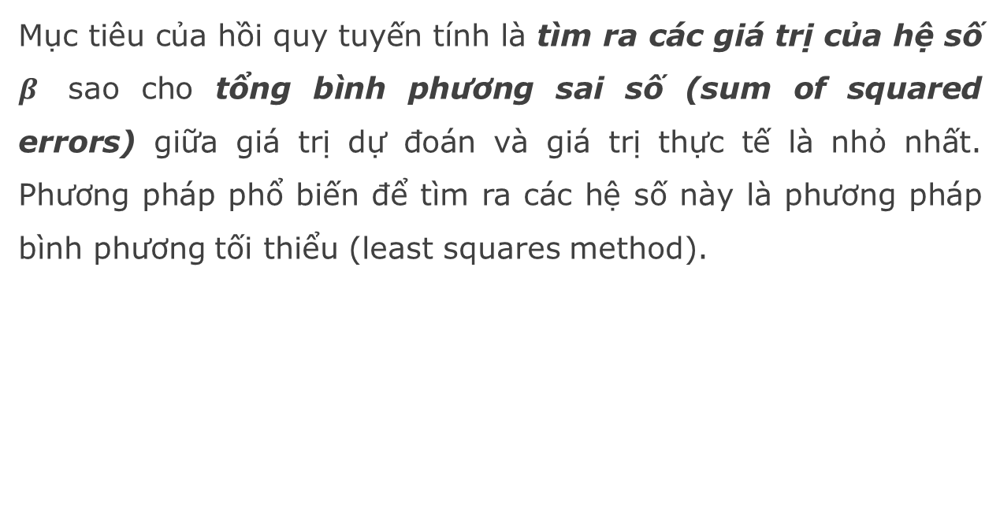 Mục tiêu của hồi quy tuyến tính là tìm ra các giá trị của hệ số
β sao cho tổng bình phương sai số (sum of squared
errors) giữa giá trị dự đoán và giá trị thực tế là nhỏ nhất.
Phương pháp phổ biến để tìm ra các hệ số này là phương pháp
bình phương tối thiểu (least squares method).